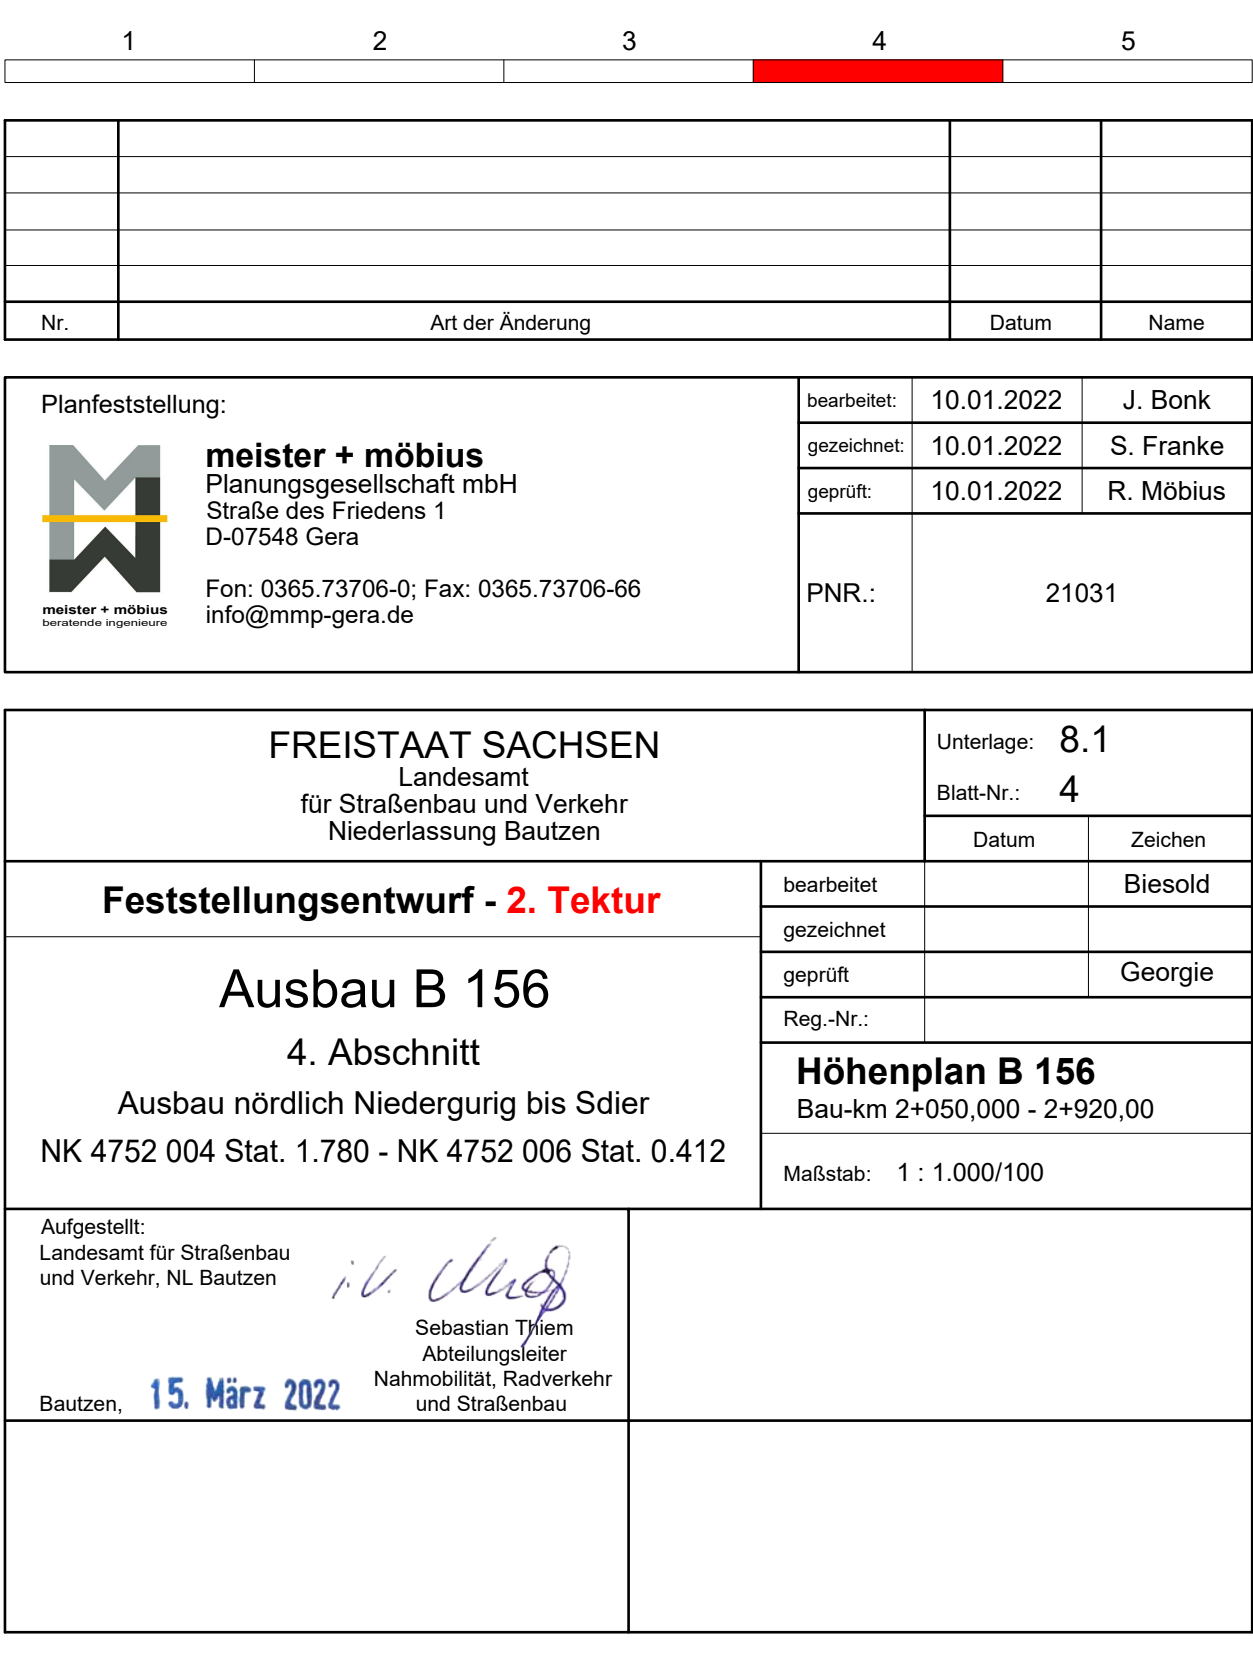 1 2 3 4 5
Nr. Art der Änderung Datum Name
Planfeststellung:
meister + möbius
Planungsgesellschaft mbH
Straße des Friedens 1
D-07548 Gera
Fon: 0365.73706-0; Fax: 0365.73706-66
info@mmp-gera.de
meister + möbius
beratende ingenieure
bearbeitet: 10.01.2022 J. Bonk
gezeichnet: 10.01.2022 S. Franke
geprüft: 10.01.2022 R. Möbius
PNR.: 21031
FREISTAAT SACHSEN
Landesamt
für Straßenbau und Verkehr
Niederlassung Bautzen
Unterlage: 8.1
Blatt-Nr.: 4
Datum Zeichen
Feststellungsentwurf - 2. Tektur
bearbeitet Biesold
gezeichnet
geprüft Georgie
Reg.-Nr.:
Ausbau B 156
4. Abschnitt
Ausbau nördlich Niedergurig bis Sdier
NK 4752 004 Stat. 1.780 - NK 4752 006 Stat. 0.412
Höhenplan B 156
Bau-km 2+050,000 - 2+920,00
Maßstab: 1 : 1.000/100
Aufgestellt:
Landesamt für Straßenbau
und Verkehr, NL Bautzen
i.V.
Sebastian Thiem
Abteilungsleiter
Nahmobilität, Radverkehr
und Straßenbau
Bautzen, 15. März 2022